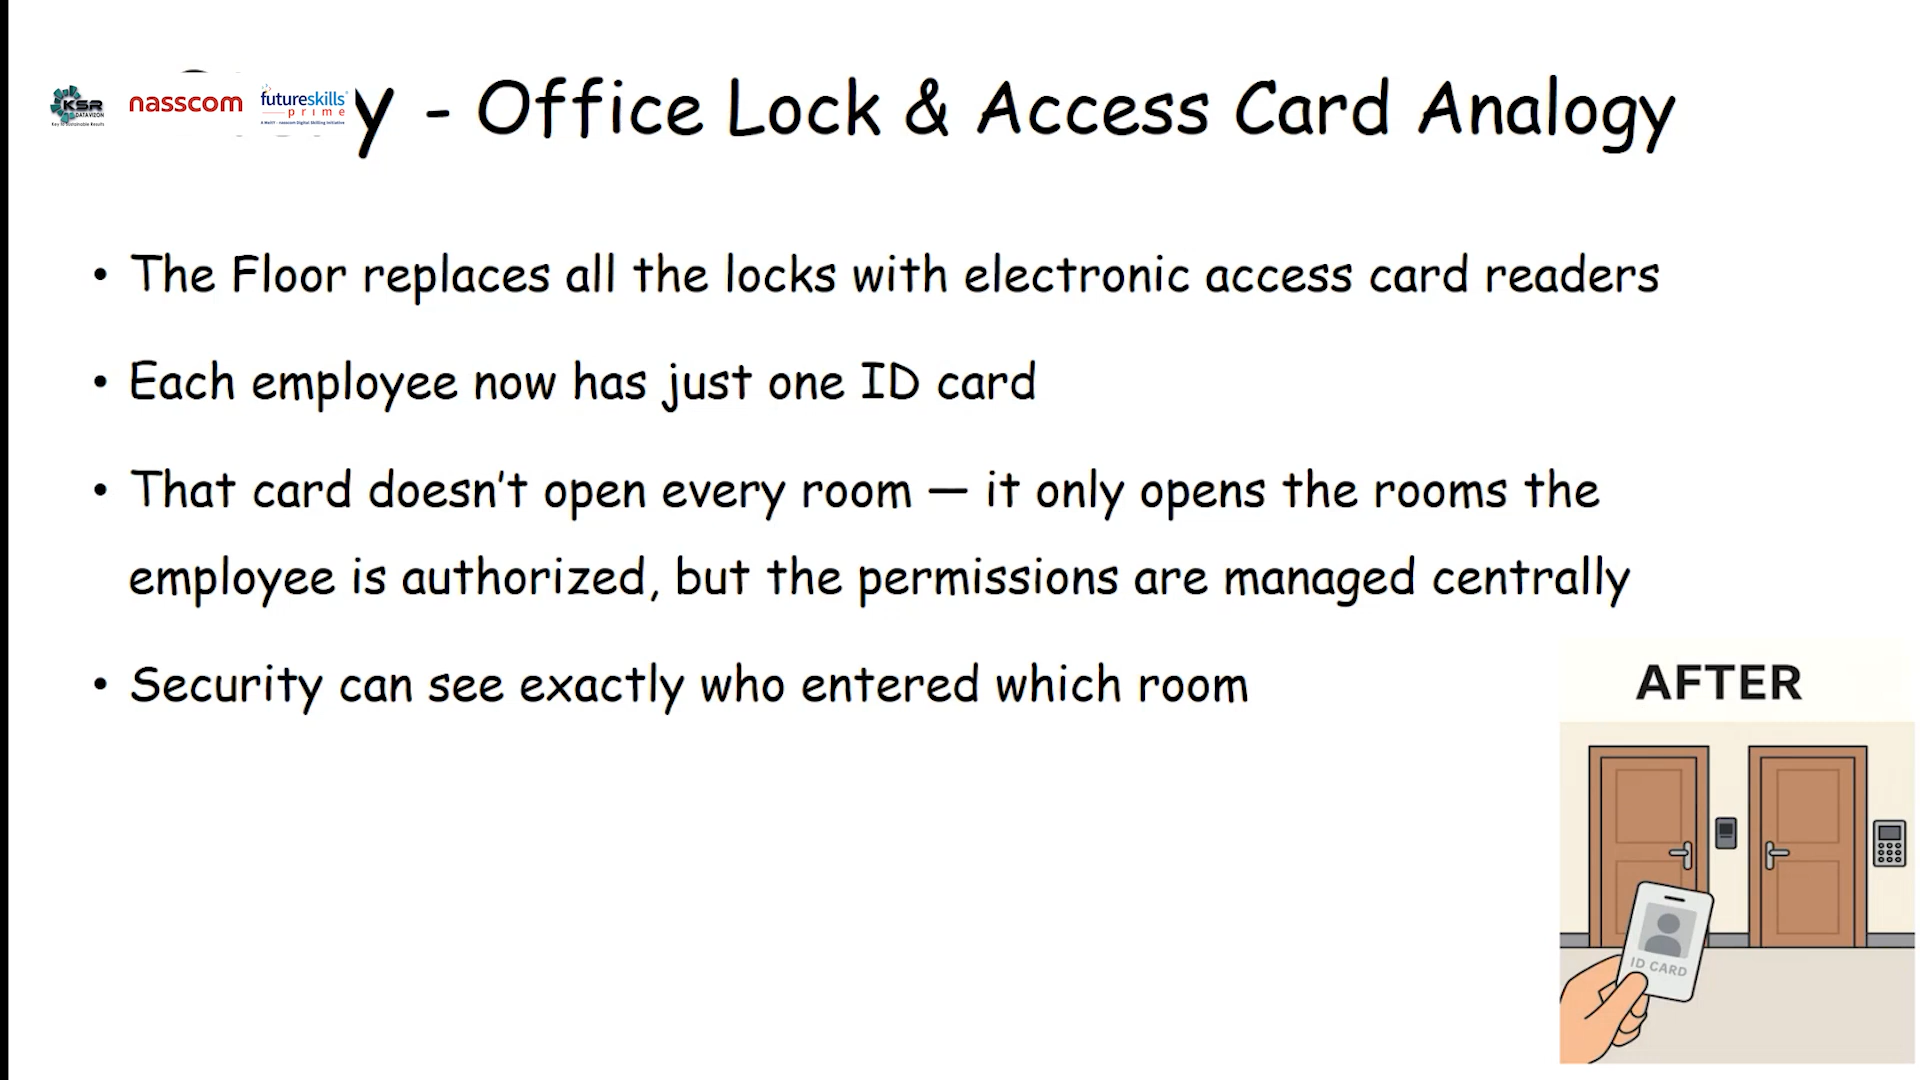 KSR
DATAVIZON
nasscom
futureskills
prime
- Office Lock & Access Card Analogy
• The Floor replaces all the locks with electronic access card readers
• Each employee now has just one ID card
• That card doesn't open every room — it only opens the rooms the
employee is authorized, but the permissions are managed centrally
• Security can see exactly who entered which room
AFTER
ID CARD